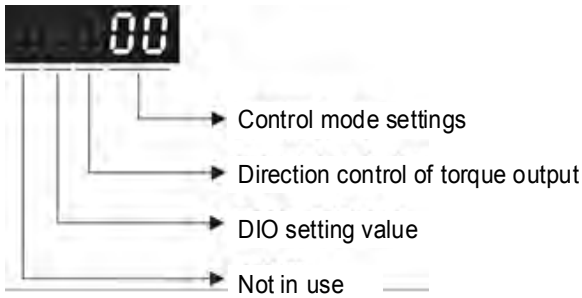 00
Control mode settings
Direction control of torque output
DIO setting value
Not in use